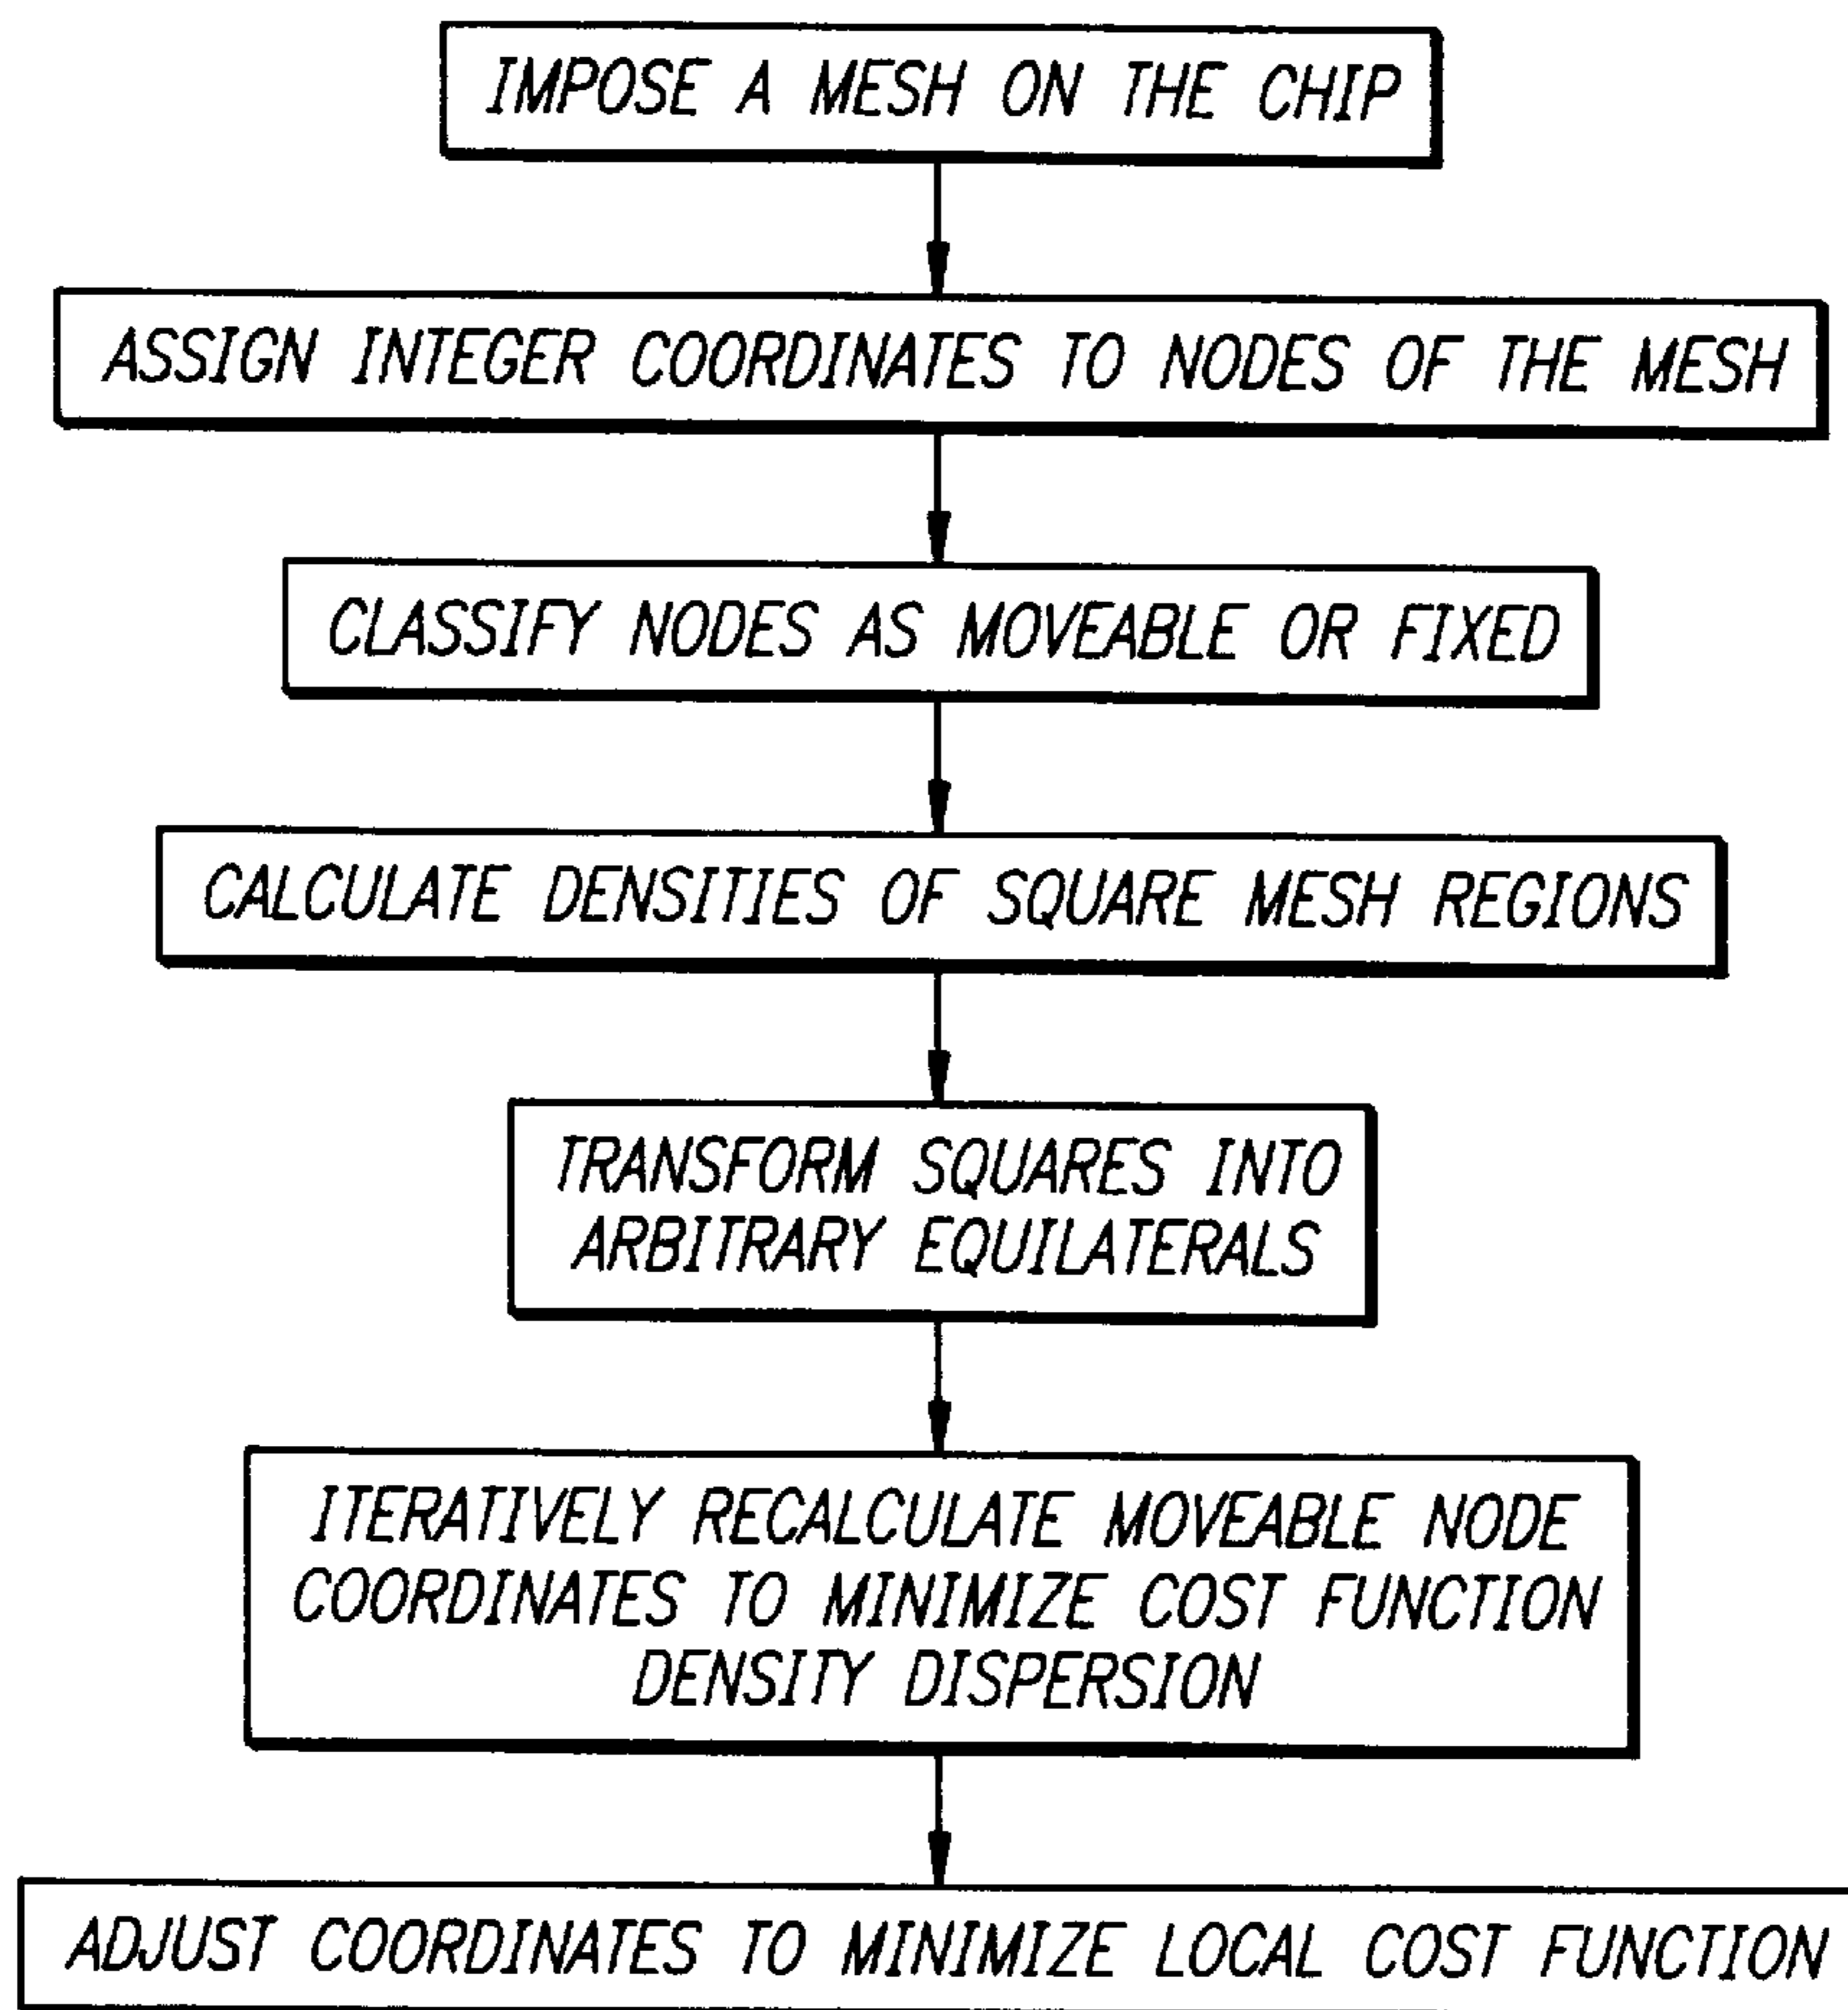 IMPOSE A MESH ON THE CHIP
ASSIGN INTEGER COORDINATES TO NODES OF THE MESH
CLASSIFY NODES AS MOVEABLE OR FIXED
CALCULATE DENSITIES OF SQUARE MESH REGIONS
TRANSFORM SQUARES INTO
ARBITRARY EQUILATERALS
ITERATIVELY RECALCULATE MOVEABLE NODE
COORDINATES TO MINIMIZE COST FUNCTION
DENSITY DISPERSION
ADJUST COORDINATES TO MINIMIZE LOCAL COST FUNCTION